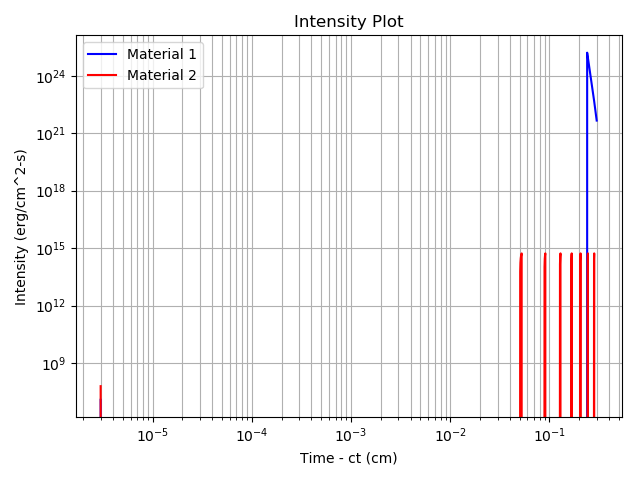 Intensity Plot
Material 1
Material 2
Intensity (erg/cm^2-s)
10^24
10^21
10^18
10^15
10^12
10^9
10^-5
10^-4
10^-3
10^-2
10^-1
Time - ct (cm)